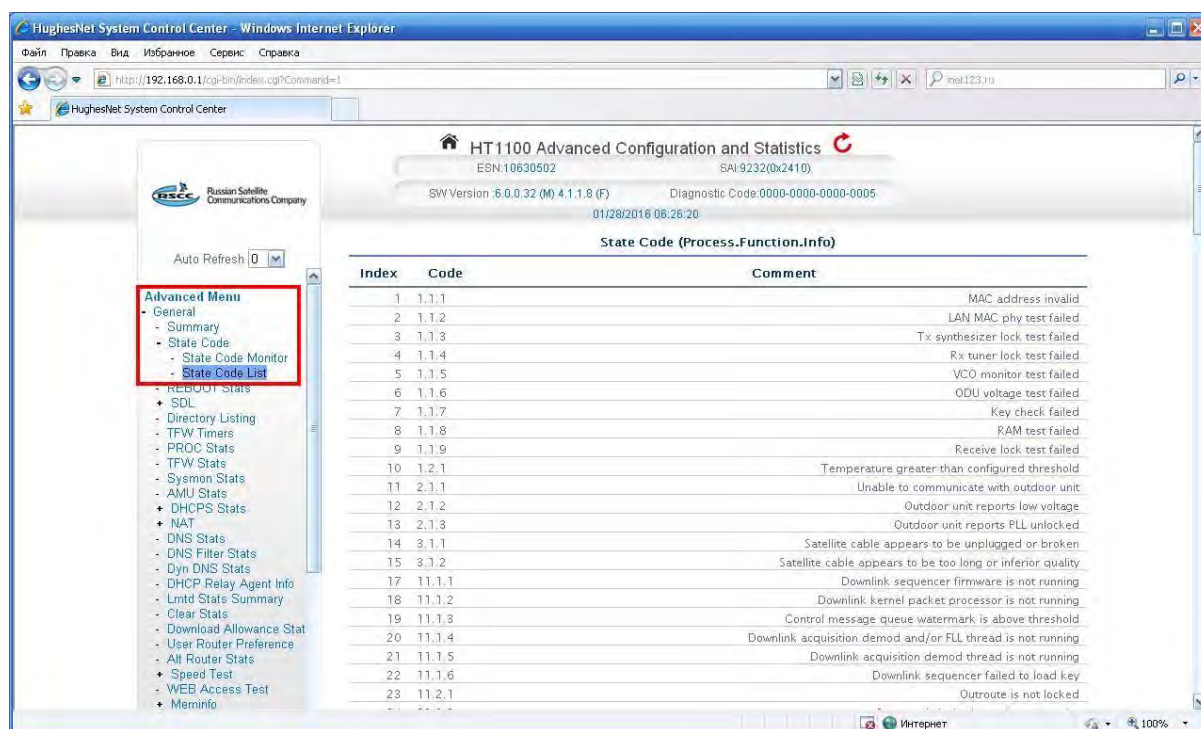 HughesNet System Control Center - Windows Internet Explorer
Файл Правка Вид Избранное Сервис Справка
http://192.168.0.1/cgi-bin/index.cgi?Command=1
inet123.ru
HughesNet System Control Center
HT1100 Advanced Configuration and Statistics
ESN:10630502 SAI:9232(0x2410)
SW Version :6.0.0.32 (M) 4.1.1.8 (F) Diagnostic Code:0000-0000-0000-0005
01/28/2016 06:26:20
RSCC Russian Satellite
Communications Company
Auto Refresh 0
Advanced Menu
- General
- Summary
- State Code
- State Code Monitor
- State Code List
- REBOOT Stats
+ SDL
- Directory Listing
- TFW Timers
- PROC Stats
- TFW Stats
- Sysmon Stats
- AMU Stats
+ DHCPS Stats
+ NAT
- DNS Stats
- DNS Filter Stats
- Dyn DNS Stats
- DHCP Relay Agent Info
- Lmtd Stats Summary
- Clear Stats
- Download Allowance Stat
- User Router Preference
- Alt Router Stats
+ Speed Test
- WEB Access Test
+ Meminfo
State Code (Process.Function.Info)
Index Code Comment
1 1.1.1 MAC address invalid
2 1.1.2 LAN MAC phy test failed
3 1.1.3 Tx synthesizer lock test failed
4 1.1.4 Rx tuner lock test failed
5 1.1.5 VCO monitor test failed
6 1.1.6 ODU voltage test failed
7 1.1.7 Key check failed
8 1.1.8 RAM test failed
9 1.1.9 Receive lock test failed
10 1.2.1 Temperature greater than configured threshold
11 2.1.1 Unable to communicate with outdoor unit
12 2.1.2 Outdoor unit reports low voltage
13 2.1.3 Outdoor unit reports PLL unlocked
14 3.1.1 Satellite cable appears to be unplugged or broken
15 3.1.2 Satellite cable appears to be too long or inferior quality
17 11.1.1 Downlink sequencer firmware is not running
18 11.1.2 Downlink kernel packet processor is not running
19 11.1.3 Control message queue watermark is above threshold
20 11.1.4 Downlink acquisition demod and/or FLL thread is not running
21 11.1.5 Downlink acquisition demod thread is not running
22 11.1.6 Downlink sequencer failed to load key
23 11.2.1 Outroute is not locked
Интернет 100%